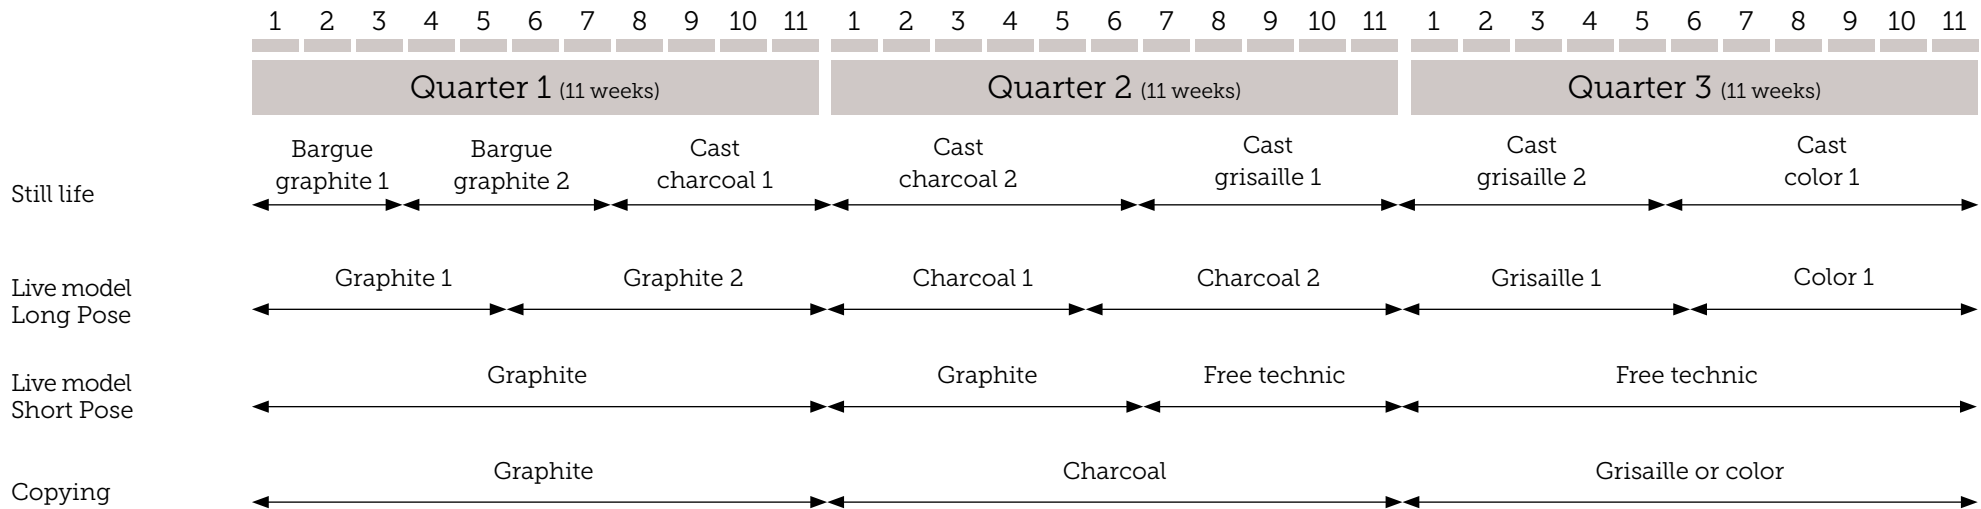 1 2 3 4 5 6 7 8 9 10 11 1 2 3 4 5 6 7 8 9 10 11 1 2 3 4 5 6 7 8 9 10 11
Quarter 1 (11 weeks) Quarter 2 (11 weeks) Quarter 3 (11 weeks)
Still life
Bargue
graphite 1
Bargue
graphite 2
Cast
charcoal 1
Cast
charcoal 2
Cast
grisaille 1
Cast
grisaille 2
Cast
color 1
Live model
Long Pose
Graphite 1
Graphite 2
Charcoal 1
Charcoal 2
Grisaille 1
Color 1
Live model
Short Pose
Graphite
Graphite
Free technic
Free technic
Copying
Graphite
Charcoal
Grisaille or color